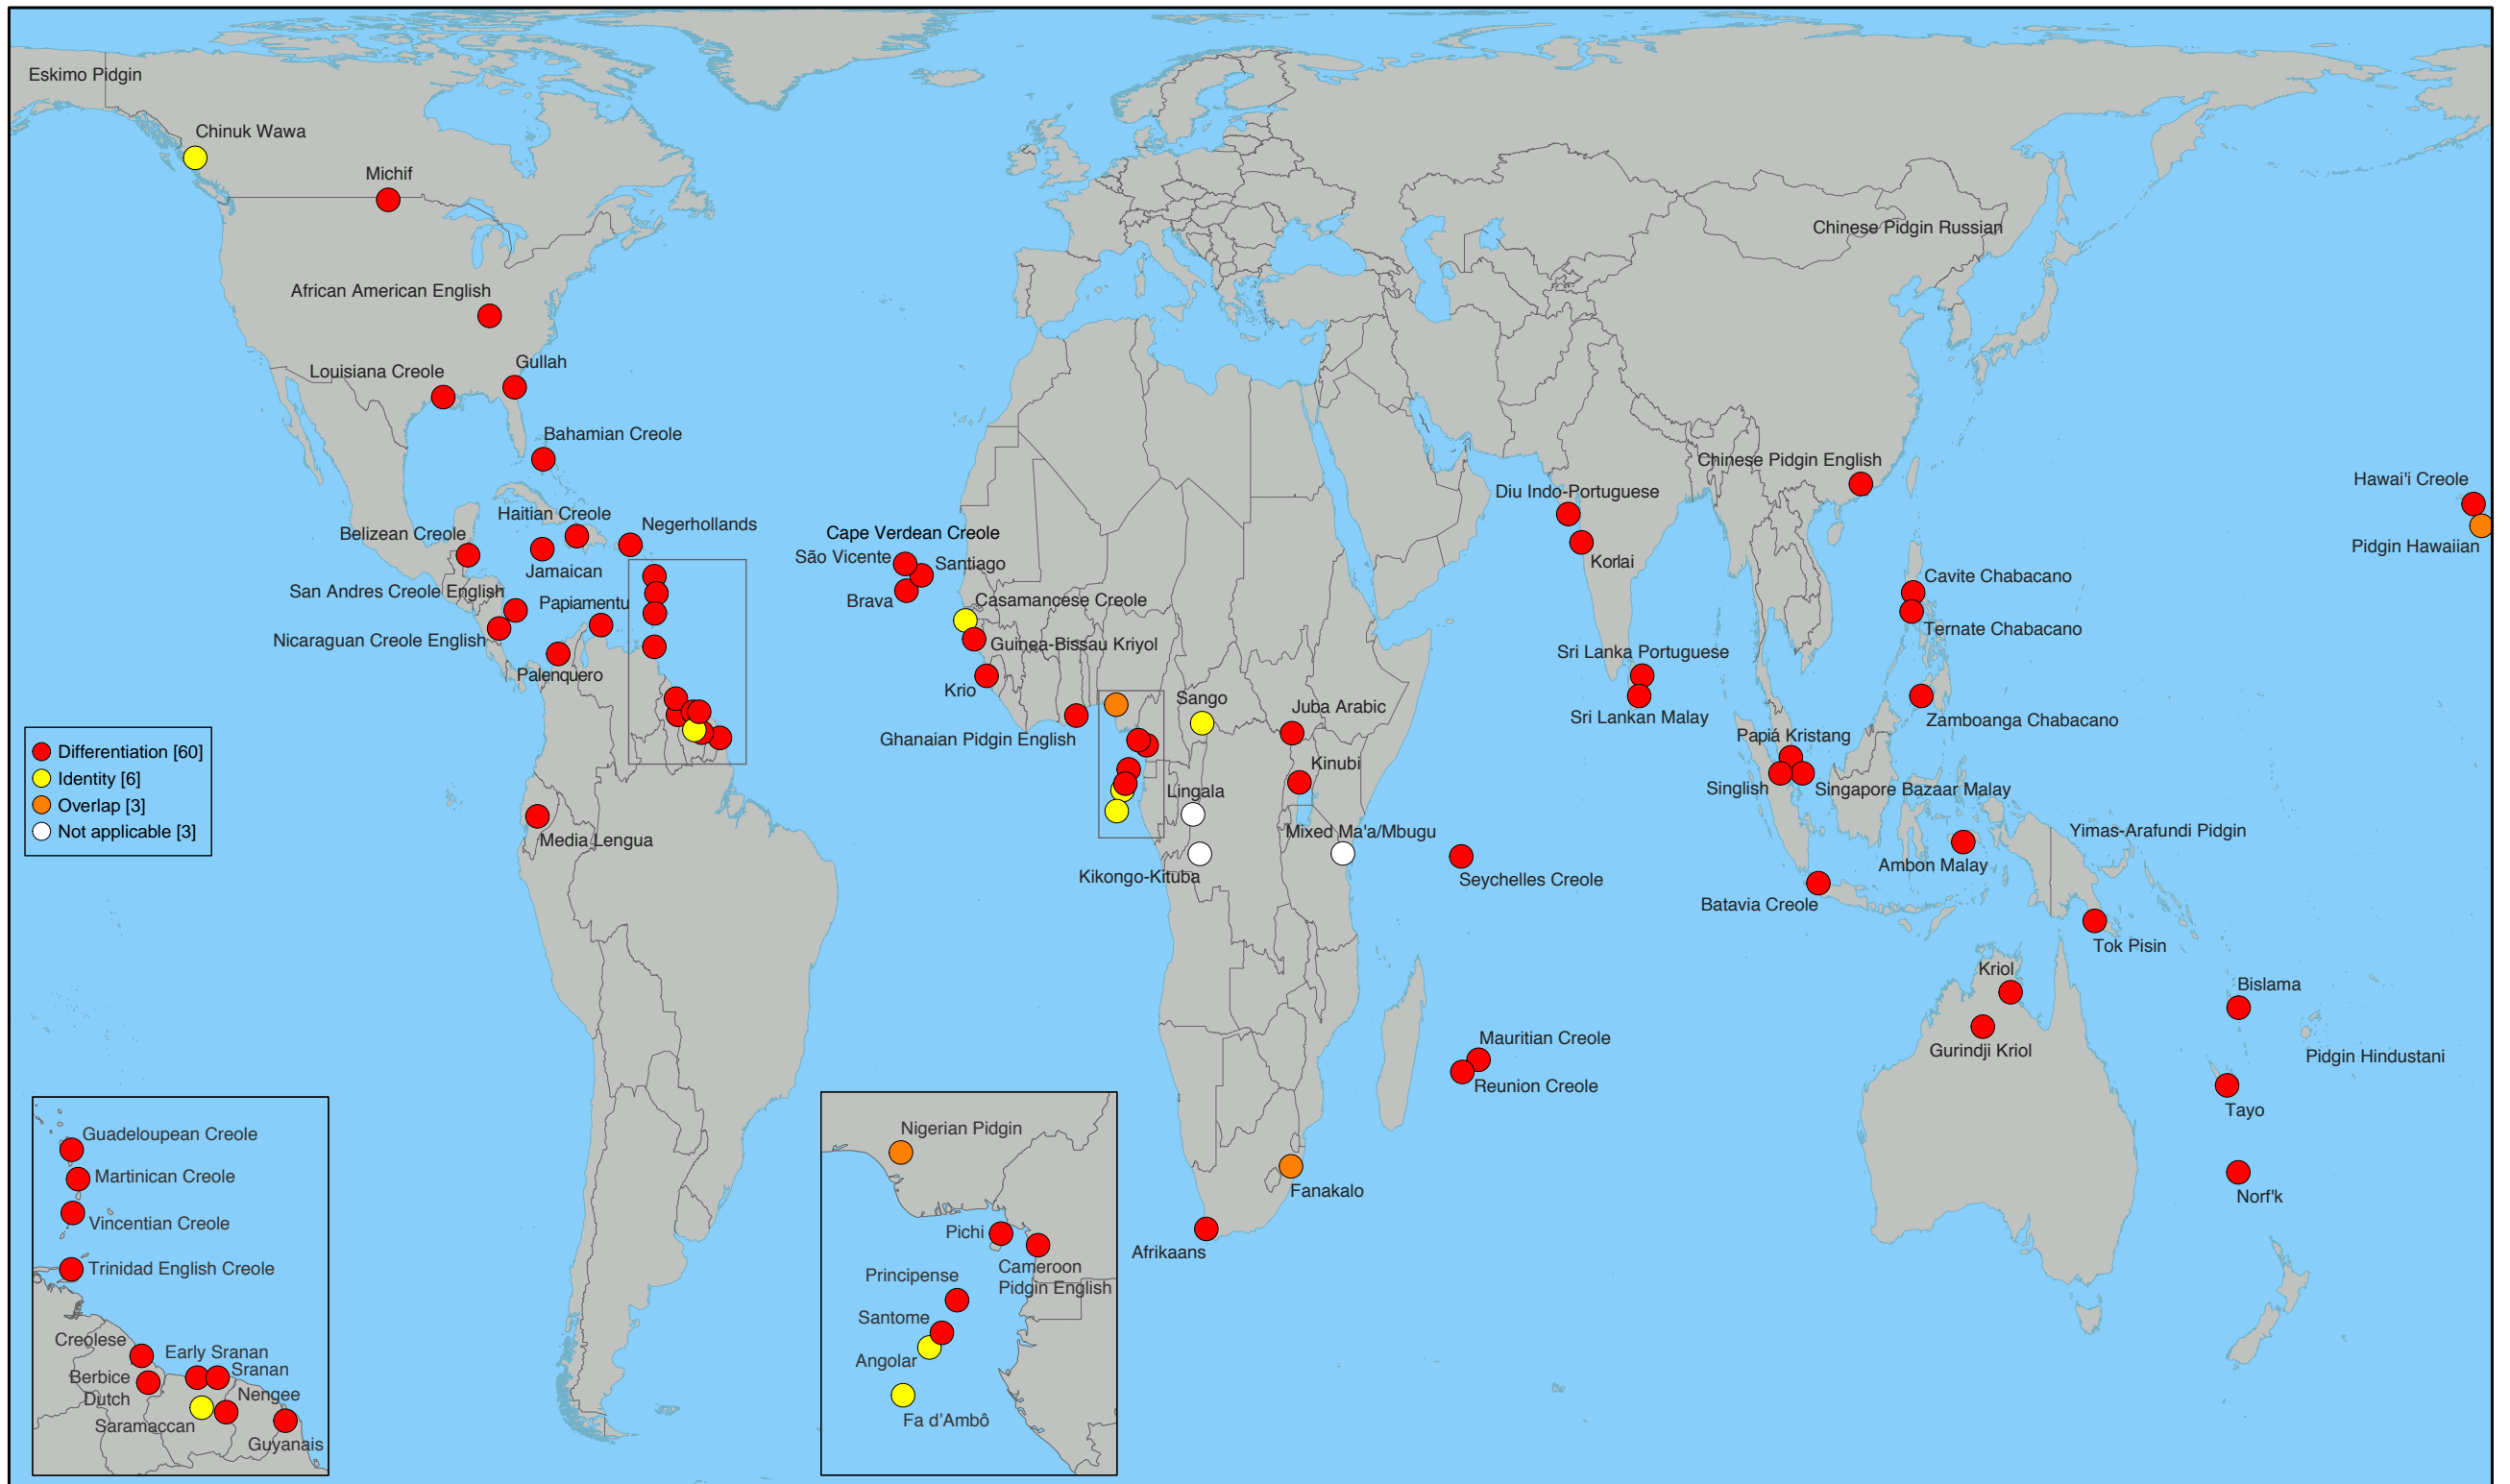 Eskimo Pidgin
Chinuk Wawa
Michif
Chinese Pidgin Russian
African American English
Gullah
Louisiana Creole
Bahamian Creole
Chinese Pidgin English
Hawai'i Creole
Diu Indo-Portuguese
Haitian Creole
Negerhollands
Belizean Creole
Cape Verdean Creole
Pidgin Hawaiian
São Vicente
Santiago
Korlai
Jamaican
Cavite Chabacano
San Andres Creole English
Papiamentu
Brava
Casamancese Creole
Ternate Chabacano
Nicaraguan Creole English
Guinea-Bissau Kriyol
Sri Lanka Portuguese
Palenquero
Krio
Sango
Juba Arabic
Sri Lankan Malay
Zamboanga Chabacano
Ghanaian Pidgin English
Papiá Kristang
Differentiation [60]
Identity [6]
Overlap [3]
Not applicable [3]
Kinubi
Lingala
Singlish
Singapore Bazaar Malay
Media Lengua
Mixed Ma'a/Mbugu
Yimas-Arafundi Pidgin
Ambon Malay
Kikongo-Kituba
Seychelles Creole
Batavia Creole
Tok Pisin
Kriol
Bislama
Mauritian Creole
Gurindji Kriol
Pidgin Hindustani
Reunion Creole
Tayo
Fanakalo
Norf'k
Afrikaans
Guadeloupean Creole
Martinican Creole
Vincentian Creole
Trinidad English Creole
Creolese
Early Sranan
Sranan
Berbice
Dutch
Nengee
Saramaccan
Guyanais
Nigerian Pidgin
Pichi
Cameroon
Pidgin English
Principense
Santome
Angolar
Fa d'Ambô